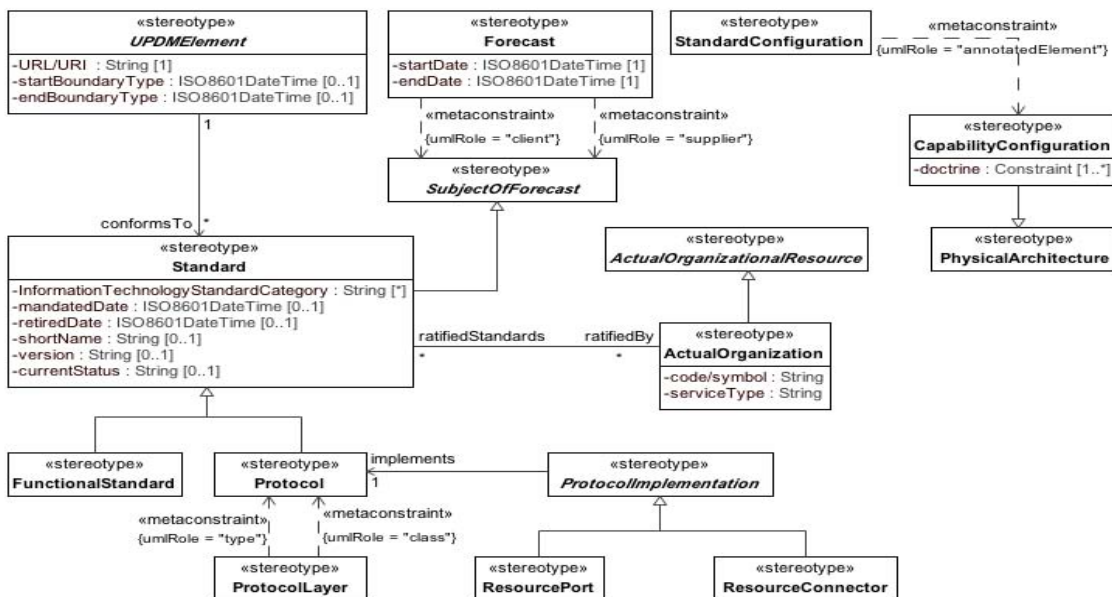 «stereotype»
UPDMElement
-URL/URI : String [1]
-startBoundaryType : ISO8601DateTime [0..1]
-endBoundaryType : ISO8601DateTime [0..1]
«stereotype»
Forecast
-startDate : ISO8601DateTime [1]
-endDate : ISO8601DateTime [1]
«stereotype»
StandardConfiguration
«metaconstraint»
{umlRole = "annotatedElement"}
1
«metaconstraint»
{umlRole = "client"}
«metaconstraint»
{umlRole = "supplier"}
«stereotype»
CapabilityConfiguration
-doctrine : Constraint [1..*]
«stereotype»
SubjectOfForecast
conformsTo *
«stereotype»
Standard
-InformationTechnologyStandardCategory : String [*]
-mandatedDate : ISO8601DateTime [0..1]
-retiredDate : ISO8601DateTime [0..1]
-shortName : String [0..1]
-version : String [0..1]
-currentStatus : String [0..1]
«stereotype»
ActualOrganizationalResource
«stereotype»
PhysicalArchitecture
ratifiedStandards
*
ratifiedBy
*
«stereotype»
ActualOrganization
-code/symbol : String
-serviceType : String
«stereotype»
FunctionalStandard
«stereotype»
Protocol
implements
1
«stereotype»
ProtocolImplementation
«metaconstraint»
{umlRole = "type"}
«metaconstraint»
{umlRole = "class"}
«stereotype»
ProtocolLayer
«stereotype»
ResourcePort
«stereotype»
ResourceConnector